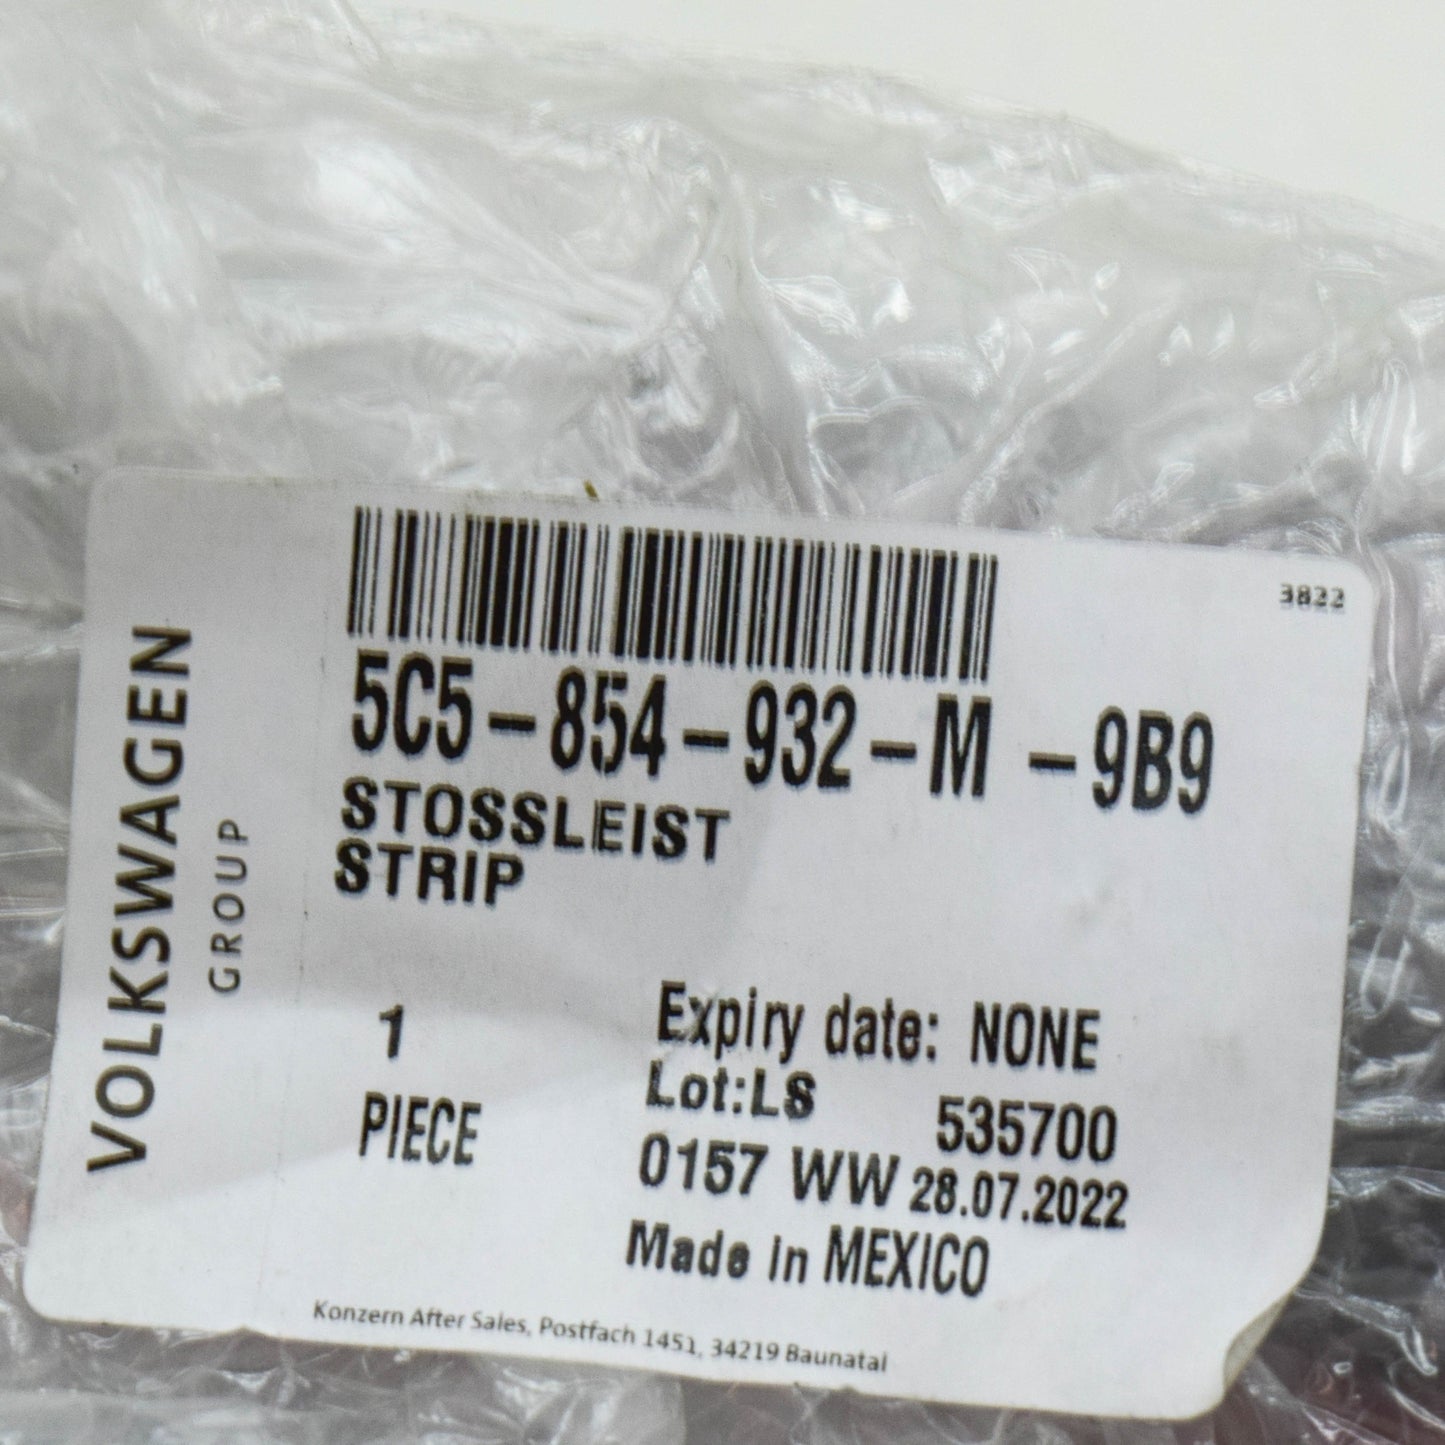 3822
5C5-854-932-M -9B9
STOSSLEIST
STRIP
VOLKSWAGEN
GROUP
1
PIECE
Expiry date: NONE
Lot:LS 535700
0157 WW 28.07.2022
Made in MEXICO
Konzern After Sales, Postfach 1451, 34219 Baunatal